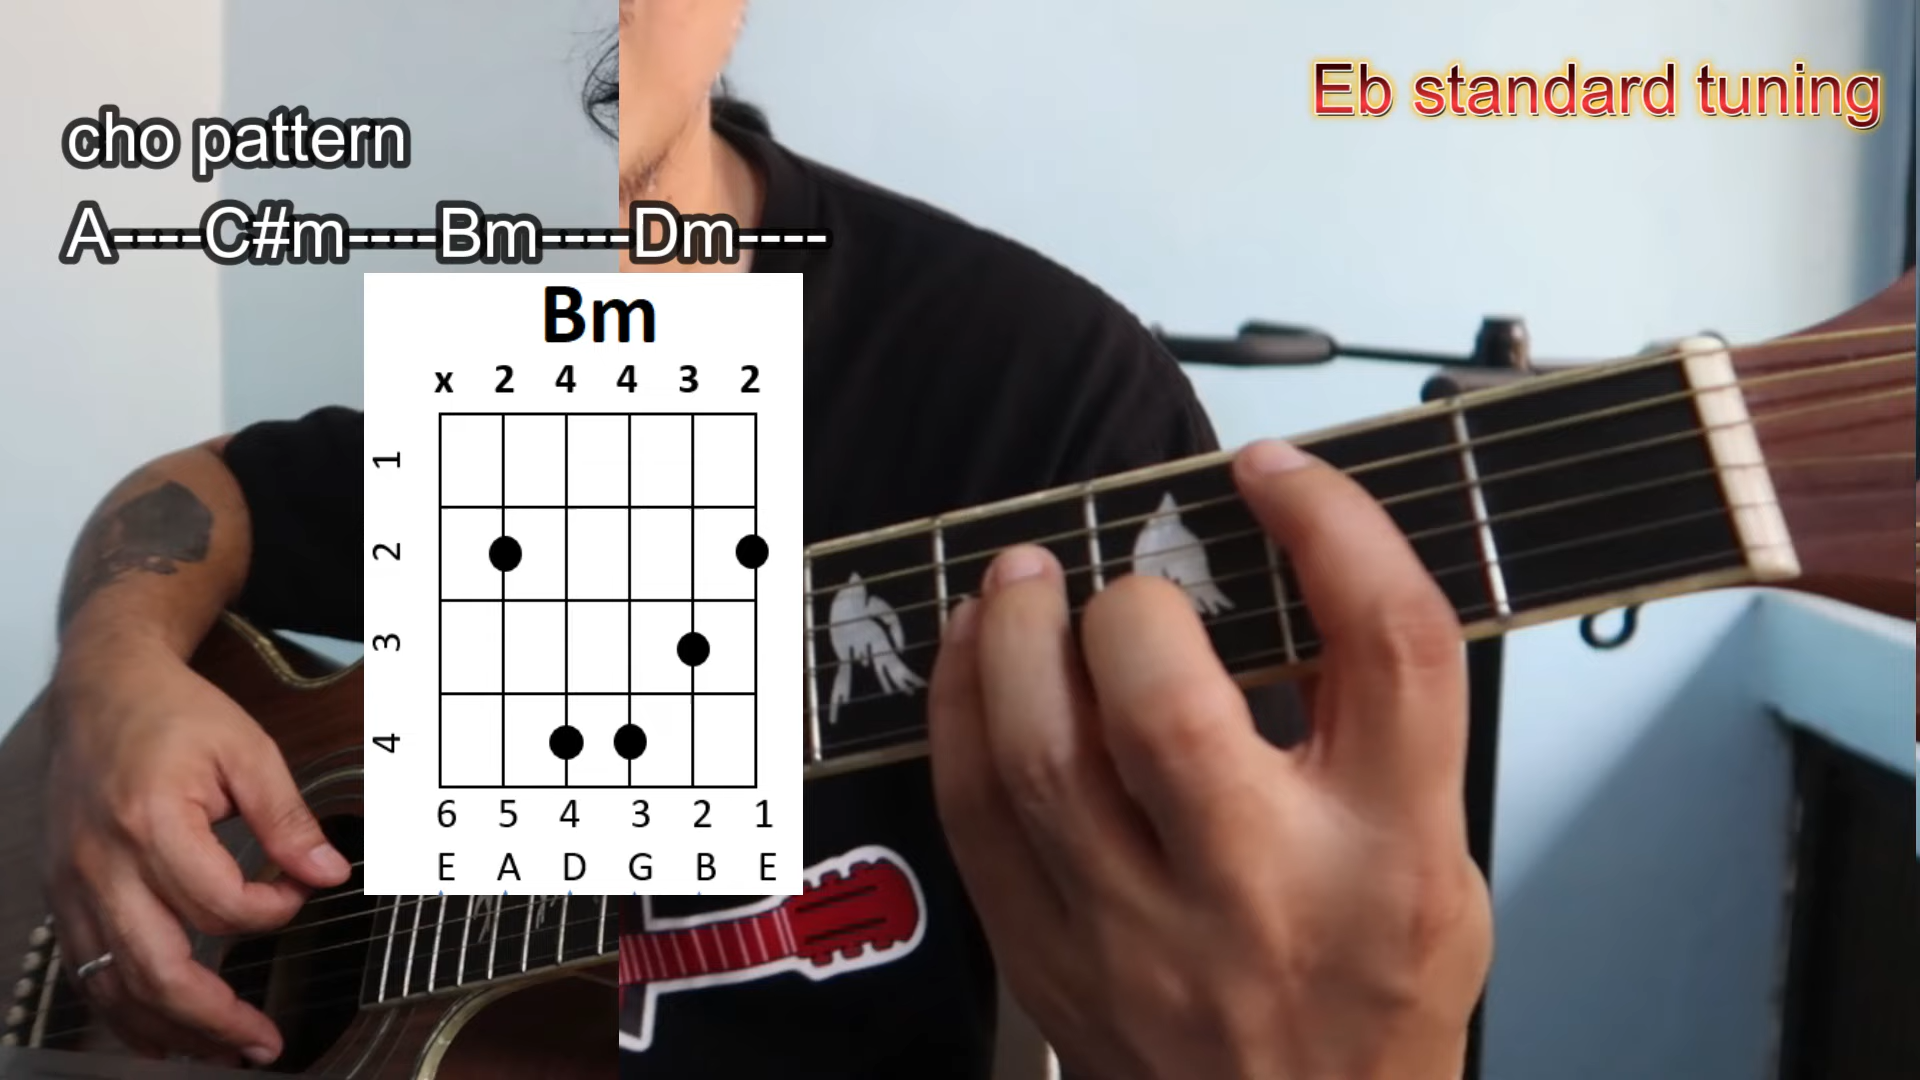 Eb standard tuning
cho pattern
A----C#m----Bm----Dm----
Bm
x 2 4 4 3 2
1
2
3
4
6 5 4 3 2 1
E A D G B E